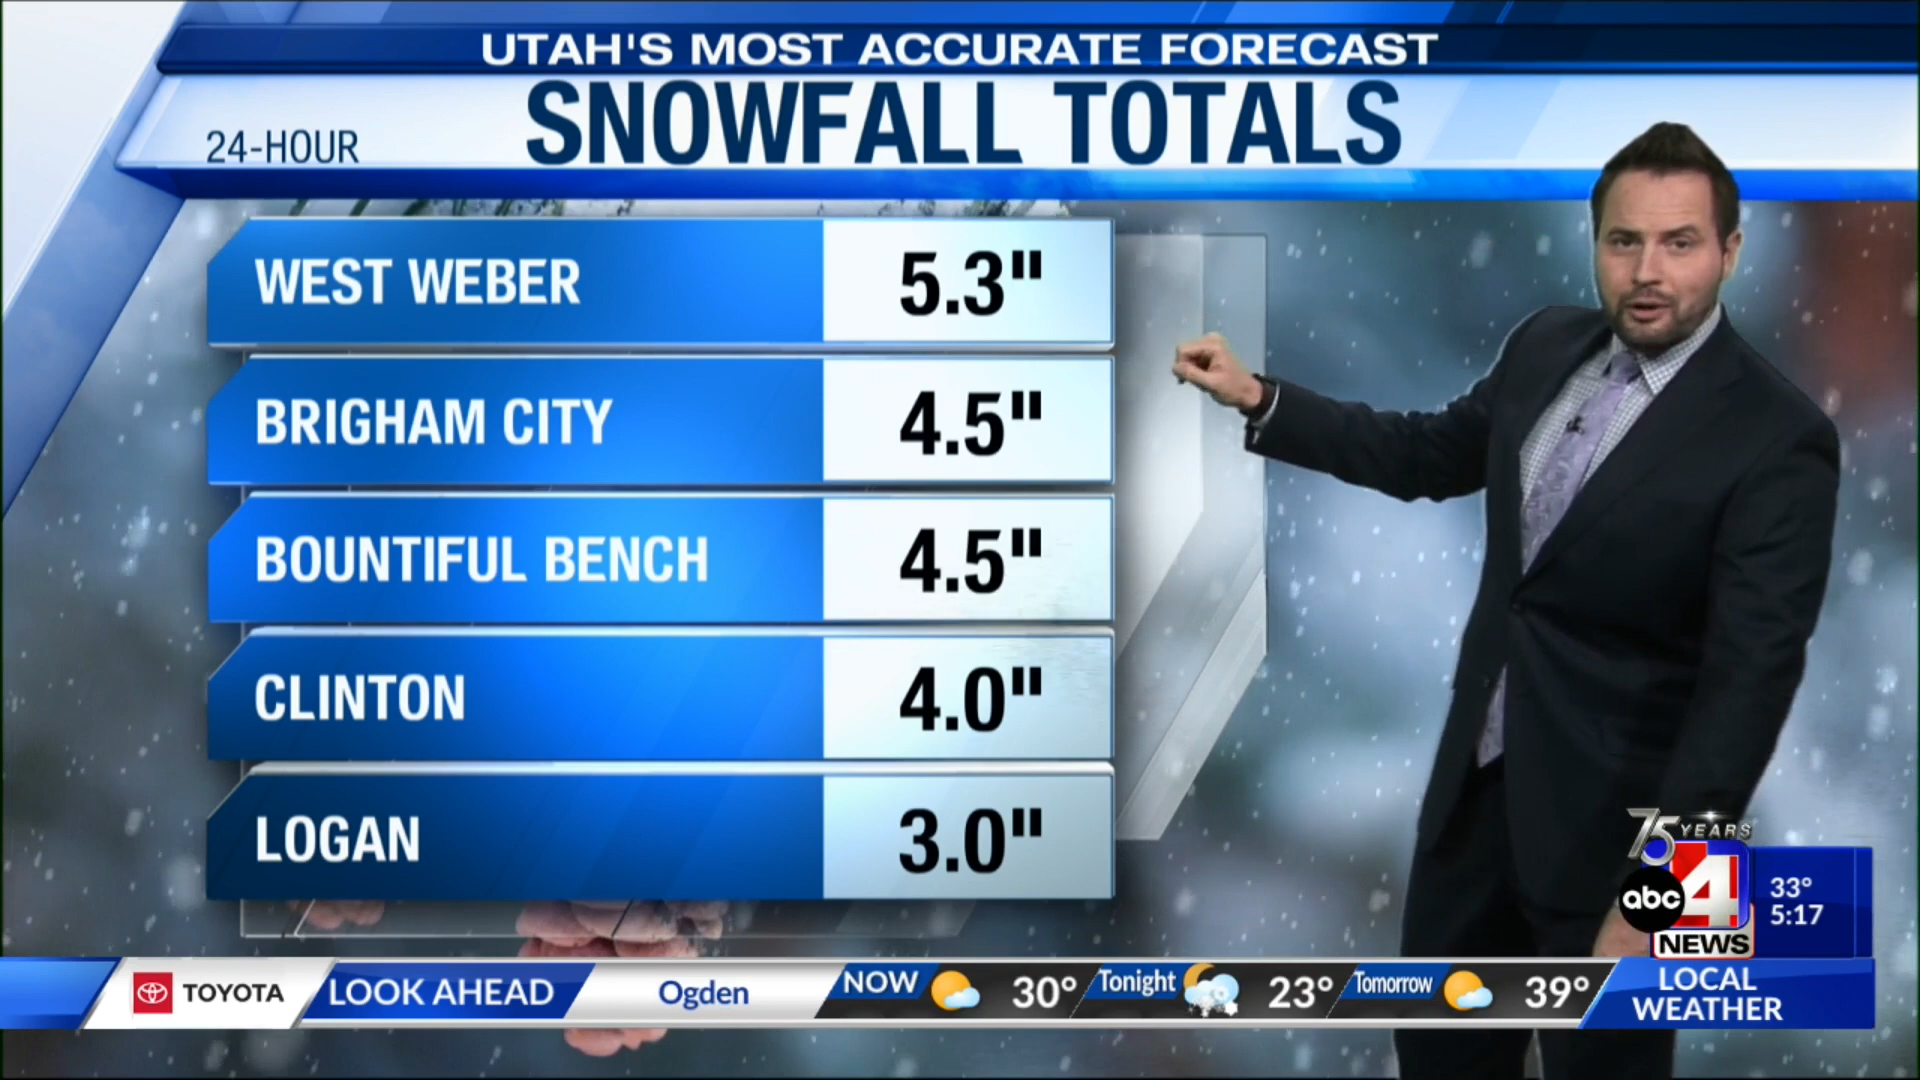 UTAH'S MOST ACCURATE FORECAST
24-HOUR
SNOWFALL TOTALS
WEST WEBER 5.3"
BRIGHAM CITY 4.5"
BOUNTIFUL BENCH 4.5"
CLINTON 4.0"
LOGAN 3.0"
75 YEARS
abc 4
NEWS
33°
5:17
TOYOTA LOOK AHEAD Ogden NOW 30° Tonight 23° Tomorrow 39°
LOCAL
WEATHER